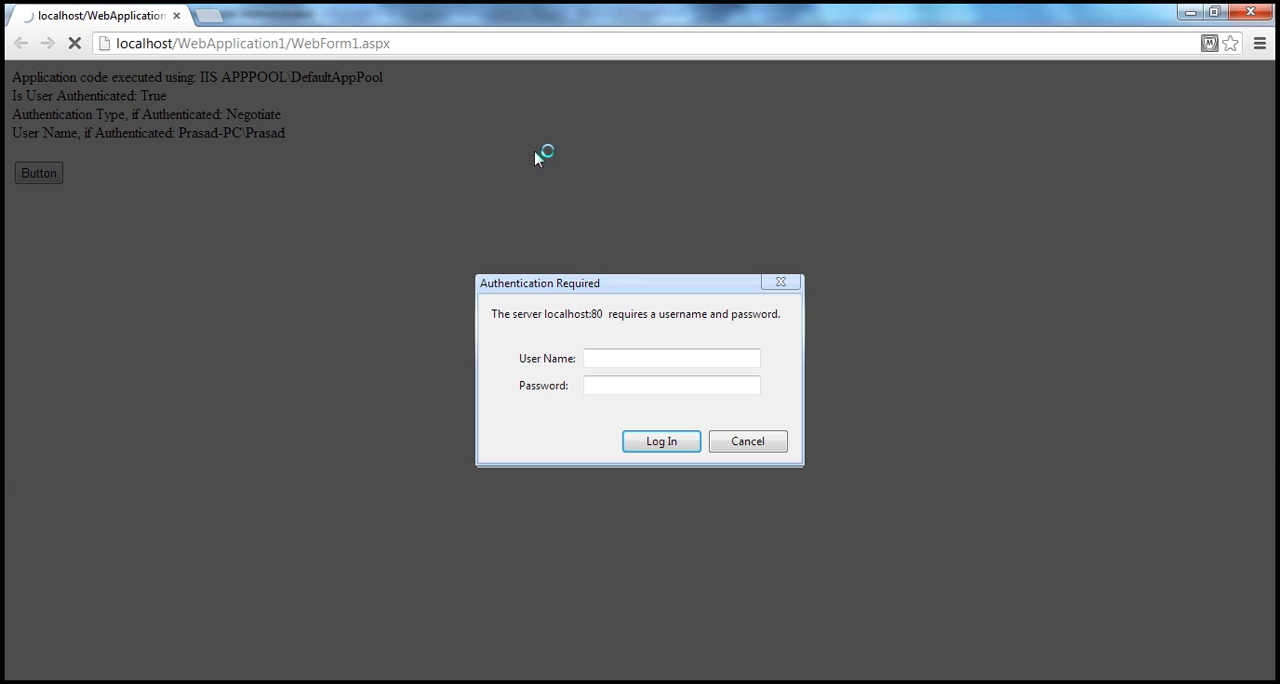 localhost/WebApplication
localhost/WebApplication1/WebForm1.aspx
Application code executed using: IIS APPPOOL\DefaultAppPool
Is User Authenticated: True
Authentication Type, if Authenticated: Negotiate
User Name, if Authenticated: Prasad-PC\Prasad
Button
Authentication Required
The server localhost:80 requires a username and password.
User Name:
Password:
Log In
Cancel